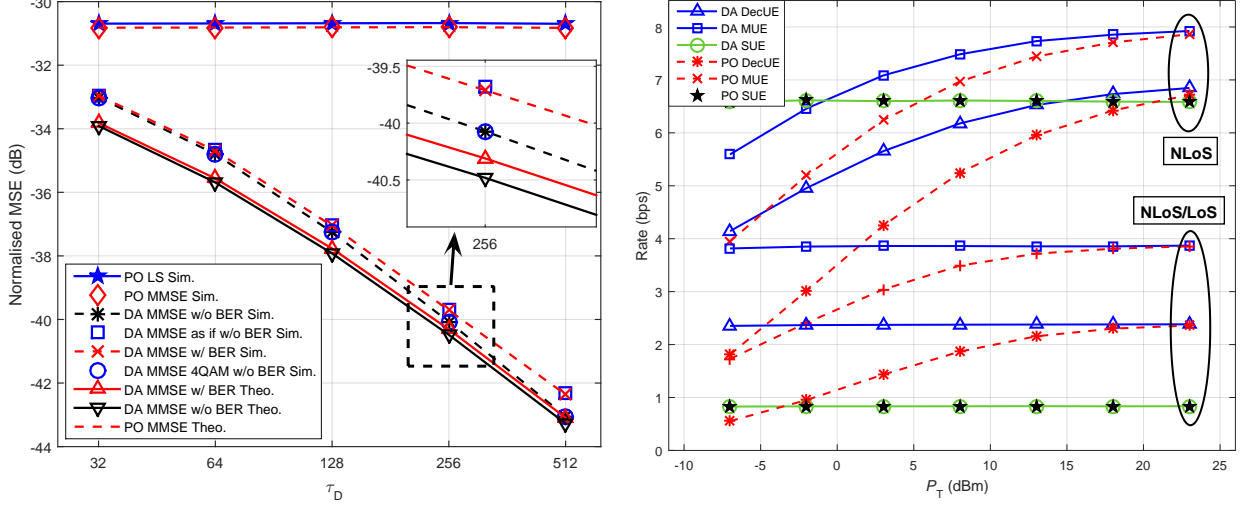 -30
-32
-34
-36
-38
-40
-42
-44
Normalised MSE (dB)
32
64
128
256
512
τD
-39.5
-40
-40.5
256
PO LS Sim.
PO MMSE Sim.
DA MMSE w/o BER Sim.
DA MMSE as if w/o BER Sim.
DA MMSE w/ BER Sim.
DA MMSE 4QAM w/o BER Sim.
DA MMSE w/ BER Theo.
DA MMSE w/o BER Theo.
PO MMSE Theo.
8
7
6
5
4
3
2
1
0
Rate (bps)
-10
-5
0
5
10
15
20
25
PT (dBm)
DA DecUE
DA MUE
DA SUE
PO DecUE
PO MUE
PO SUE
NLoS
NLoS/LoS